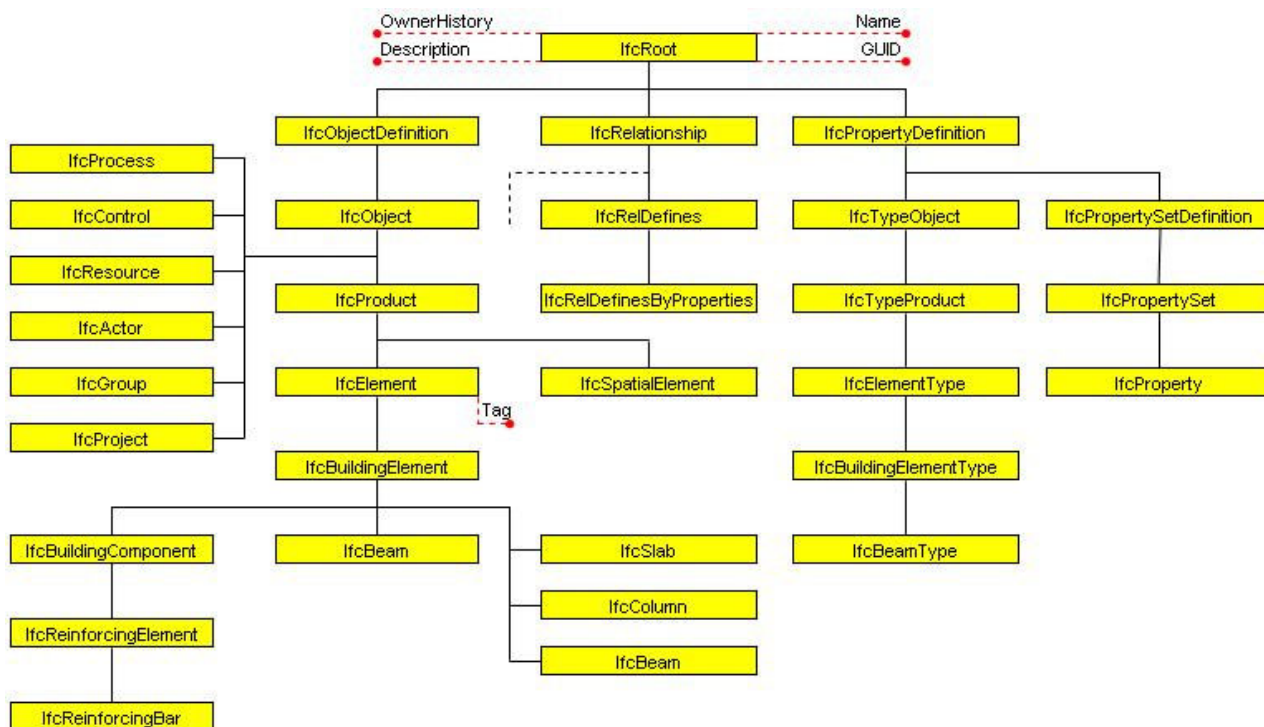 OwnerHistory
Name
IfcRoot
Description
GUID
IfcObjectDefinition
IfcRelationship
IfcPropertyDefinition
IfcProcess
IfcControl
IfcObject
IfcRelDefines
IfcTypeObject
IfcPropertySetDefinition
IfcResource
IfcProduct
IfcRelDefinesByProperties
IfcTypeProduct
IfcPropertySet
IfcActor
IfcGroup
IfcElement
IfcSpatialElement
IfcElementType
IfcProperty
Tag
IfcProject
IfcBuildingElement
IfcBuildingElementType
IfcBuildingComponent
IfcBeam
IfcSlab
IfcBeamType
IfcColumn
IfcReinforcingElement
IfcBeam
IfcReinforcingBar